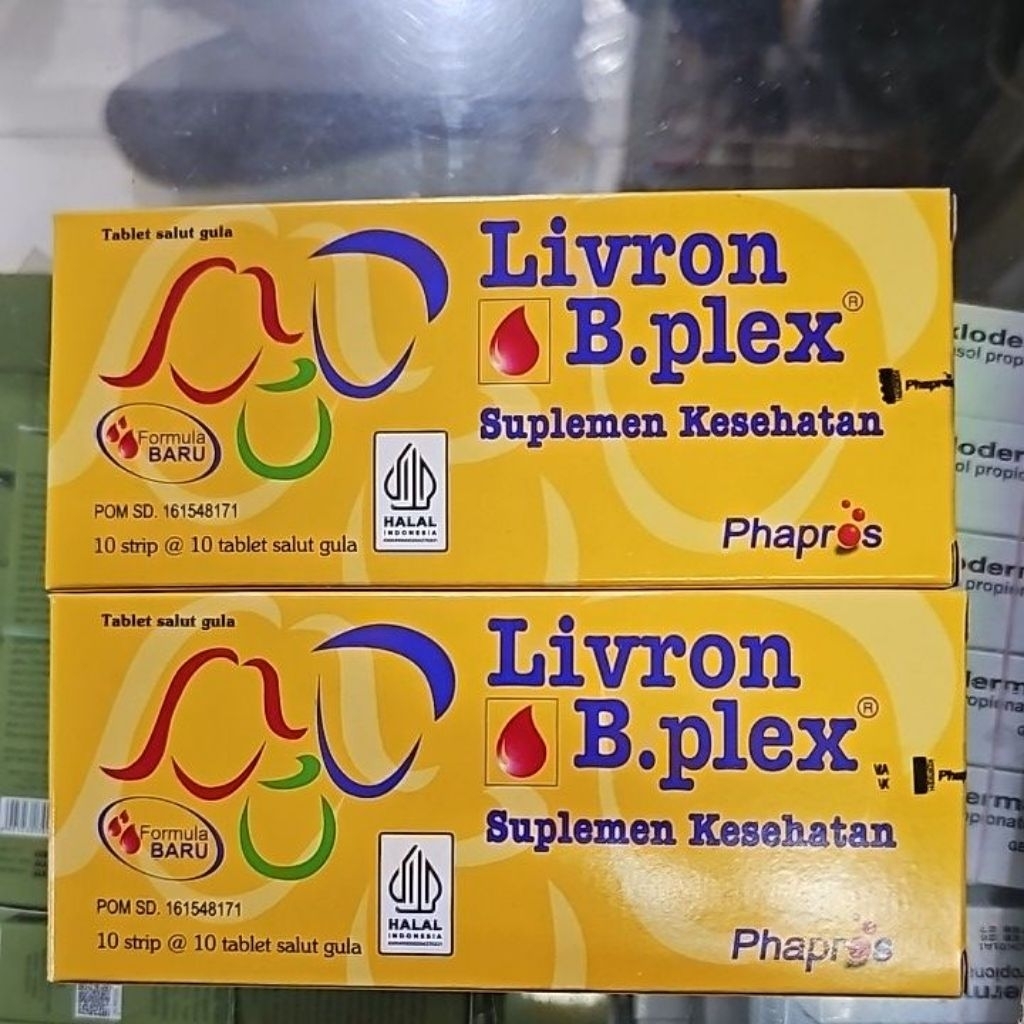 Tablet salut gula
Livron
B.plex®
Suplemen Kesehatan
Formula
BARU
HALAL
INDONESIA
POM SD. 161548171
10 strip @ 10 tablet salut gula
Phapros
Tablet salut gula
Livron
B.plex®
Suplemen Kesehatan
Formula
BARU
HALAL
INDONESIA
POM SD. 161548171
10 strip @ 10 tablet salut gula
Phapros